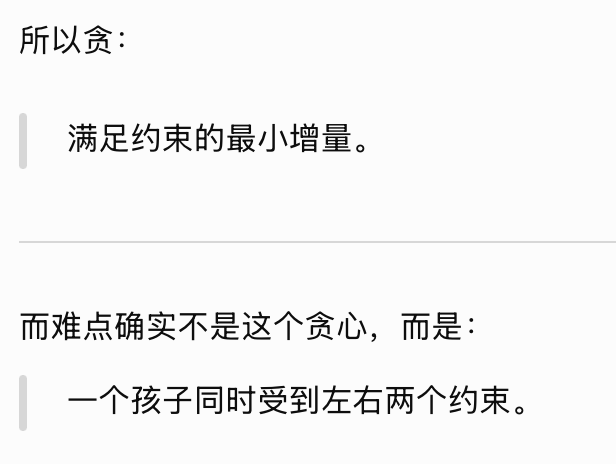 所以贪：
满足约束的最小增量。
而难点确实不是这个贪心，而是：
一个孩子同时受到左右两个约束。